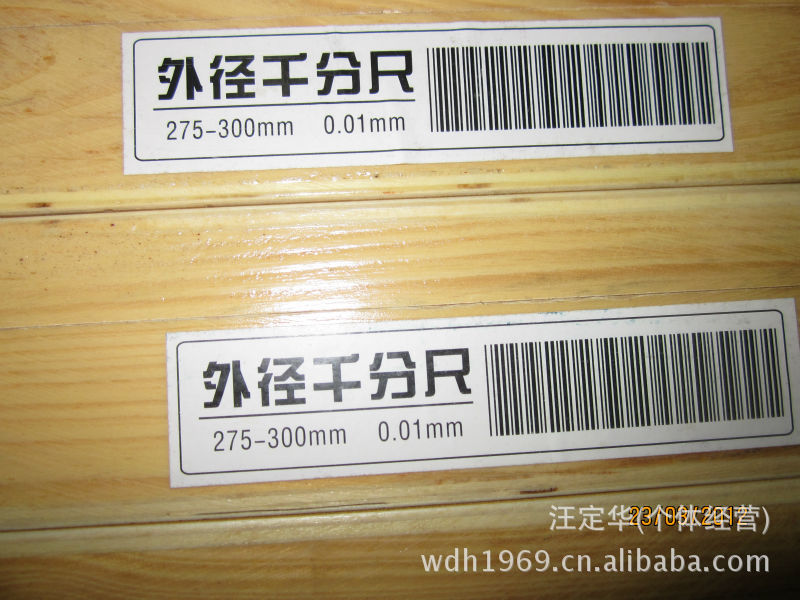 外径千分尺
275-300mm 0.01mm
外径千分尺
275-300mm 0.01mm
汪定华(个体经营)
wdh1969.cn.alibaba.com